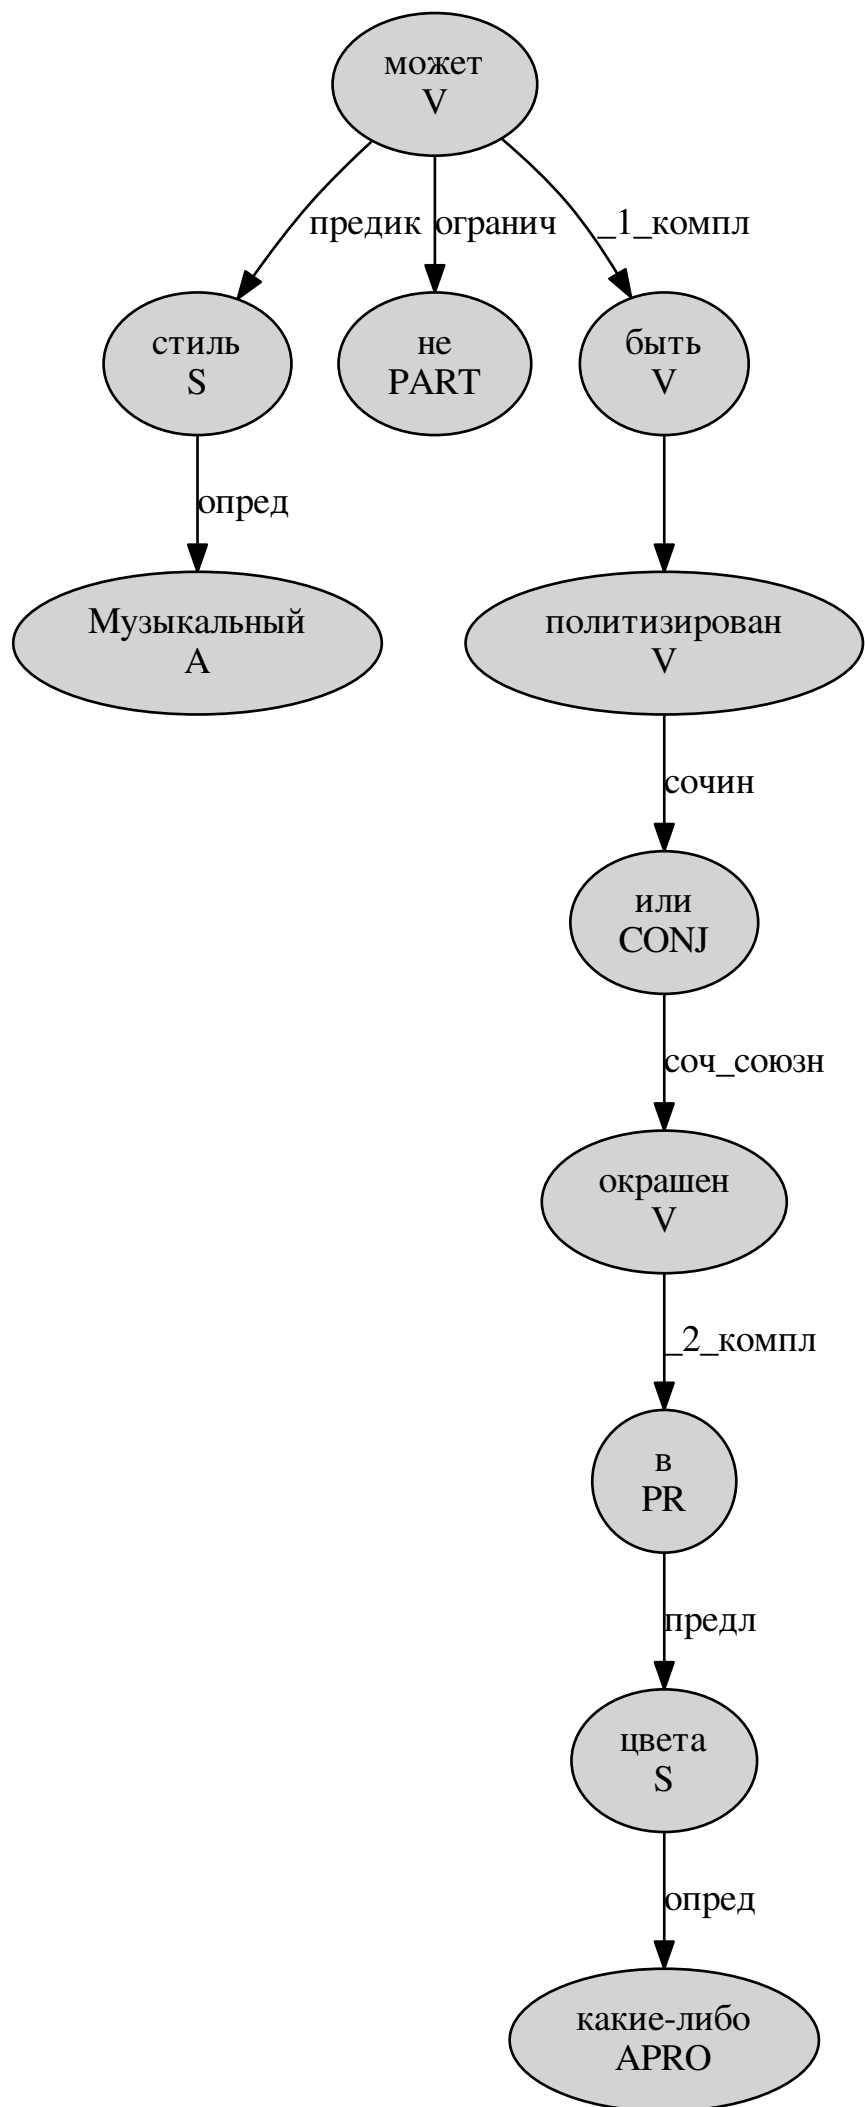 может
V
предик
огранич
_1_компл
стиль
S
не
PART
быть
V
опред
Музыкальный
A
политизирован
V
сочин
или
CONJ
соч_союзн
окрашен
V
_2_компл
в
PR
предл
цвета
S
опред
какие-либо
APRO